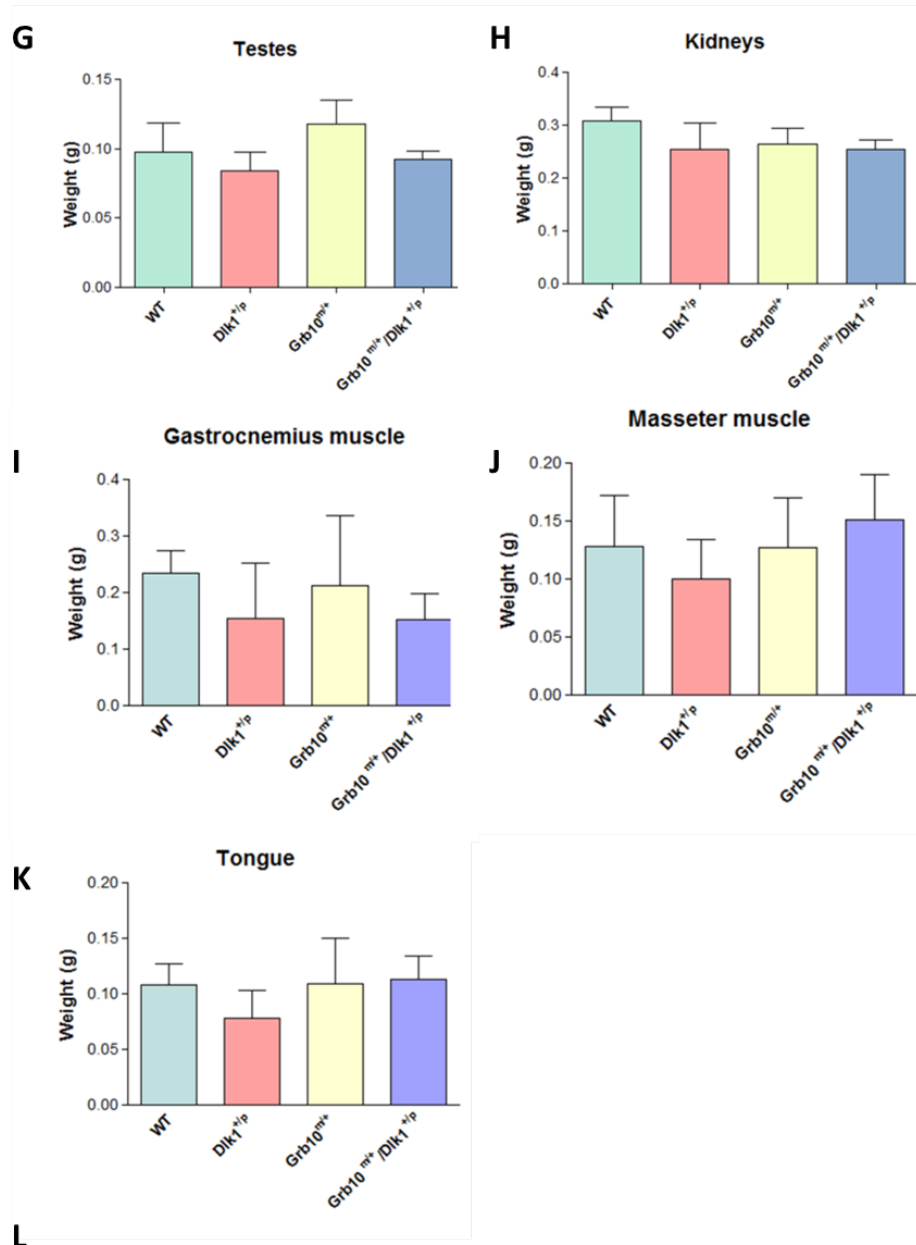 G
Testes
Weight (g)
0.15
0.10
0.05
0.00
WT
Dlk1+/p
Grb10m/+
Grb10 m/+/Dlk1 +/p
H
Kidneys
Weight (g)
0.4
0.3
0.2
0.1
0.0
WT
Dlk1+/p
Grb10m/+
Grb10 m/+/Dlk1 +/p
I
Gastrocnemius muscle
Weight (g)
0.4
0.3
0.2
0.1
0.0
WT
Dlk1+/p
Grb10m/+
Grb10 m/+/Dlk1 +/p
J
Masseter muscle
Weight (g)
0.20
0.15
0.10
0.05
0.00
WT
Dlk1+/p
Grb10m/+
Grb10 m/+/Dlk1 +/p
K
Tongue
Weight (g)
0.20
0.15
0.10
0.05
0.00
WT
Dlk1+/p
Grb10m/+
Grb10 m/+/Dlk1 +/p
L